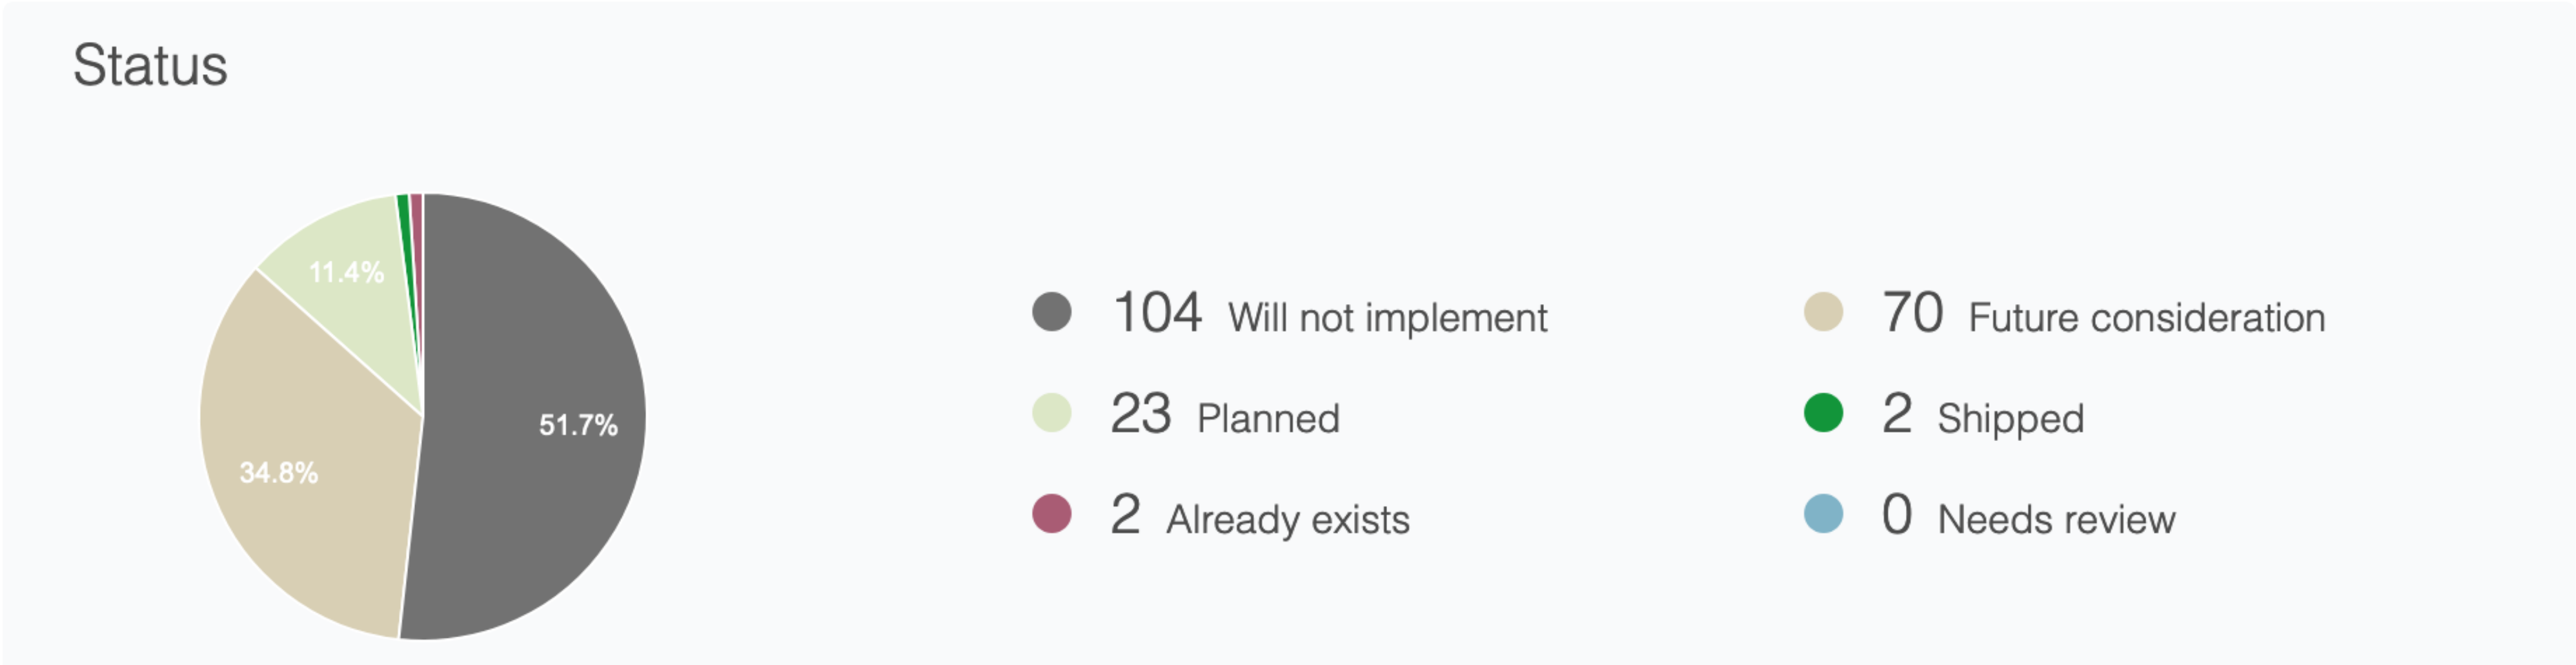 Status
11.4%
51.7%
34.8%
104 Will not implement
70 Future consideration
23 Planned
2 Shipped
2 Already exists
0 Needs review